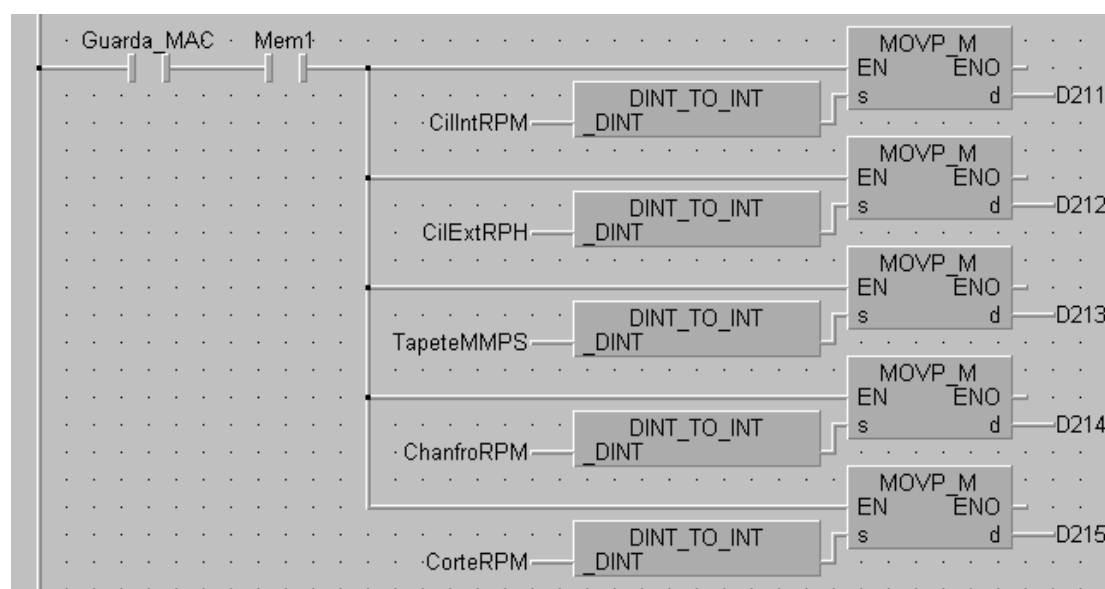 Guarda_MAC Mem1
MOVP_M
EN ENO
DINT_TO_INT
s d D211
CilIntRPM _DINT
MOVP_M
EN ENO
DINT_TO_INT
s d D212
CilExtRPH _DINT
MOVP_M
EN ENO
DINT_TO_INT
s d D213
TapeteMMPS _DINT
MOVP_M
EN ENO
DINT_TO_INT
s d D214
ChanfroRPM _DINT
MOVP_M
EN ENO
DINT_TO_INT
s d D215
CorteRPM _DINT